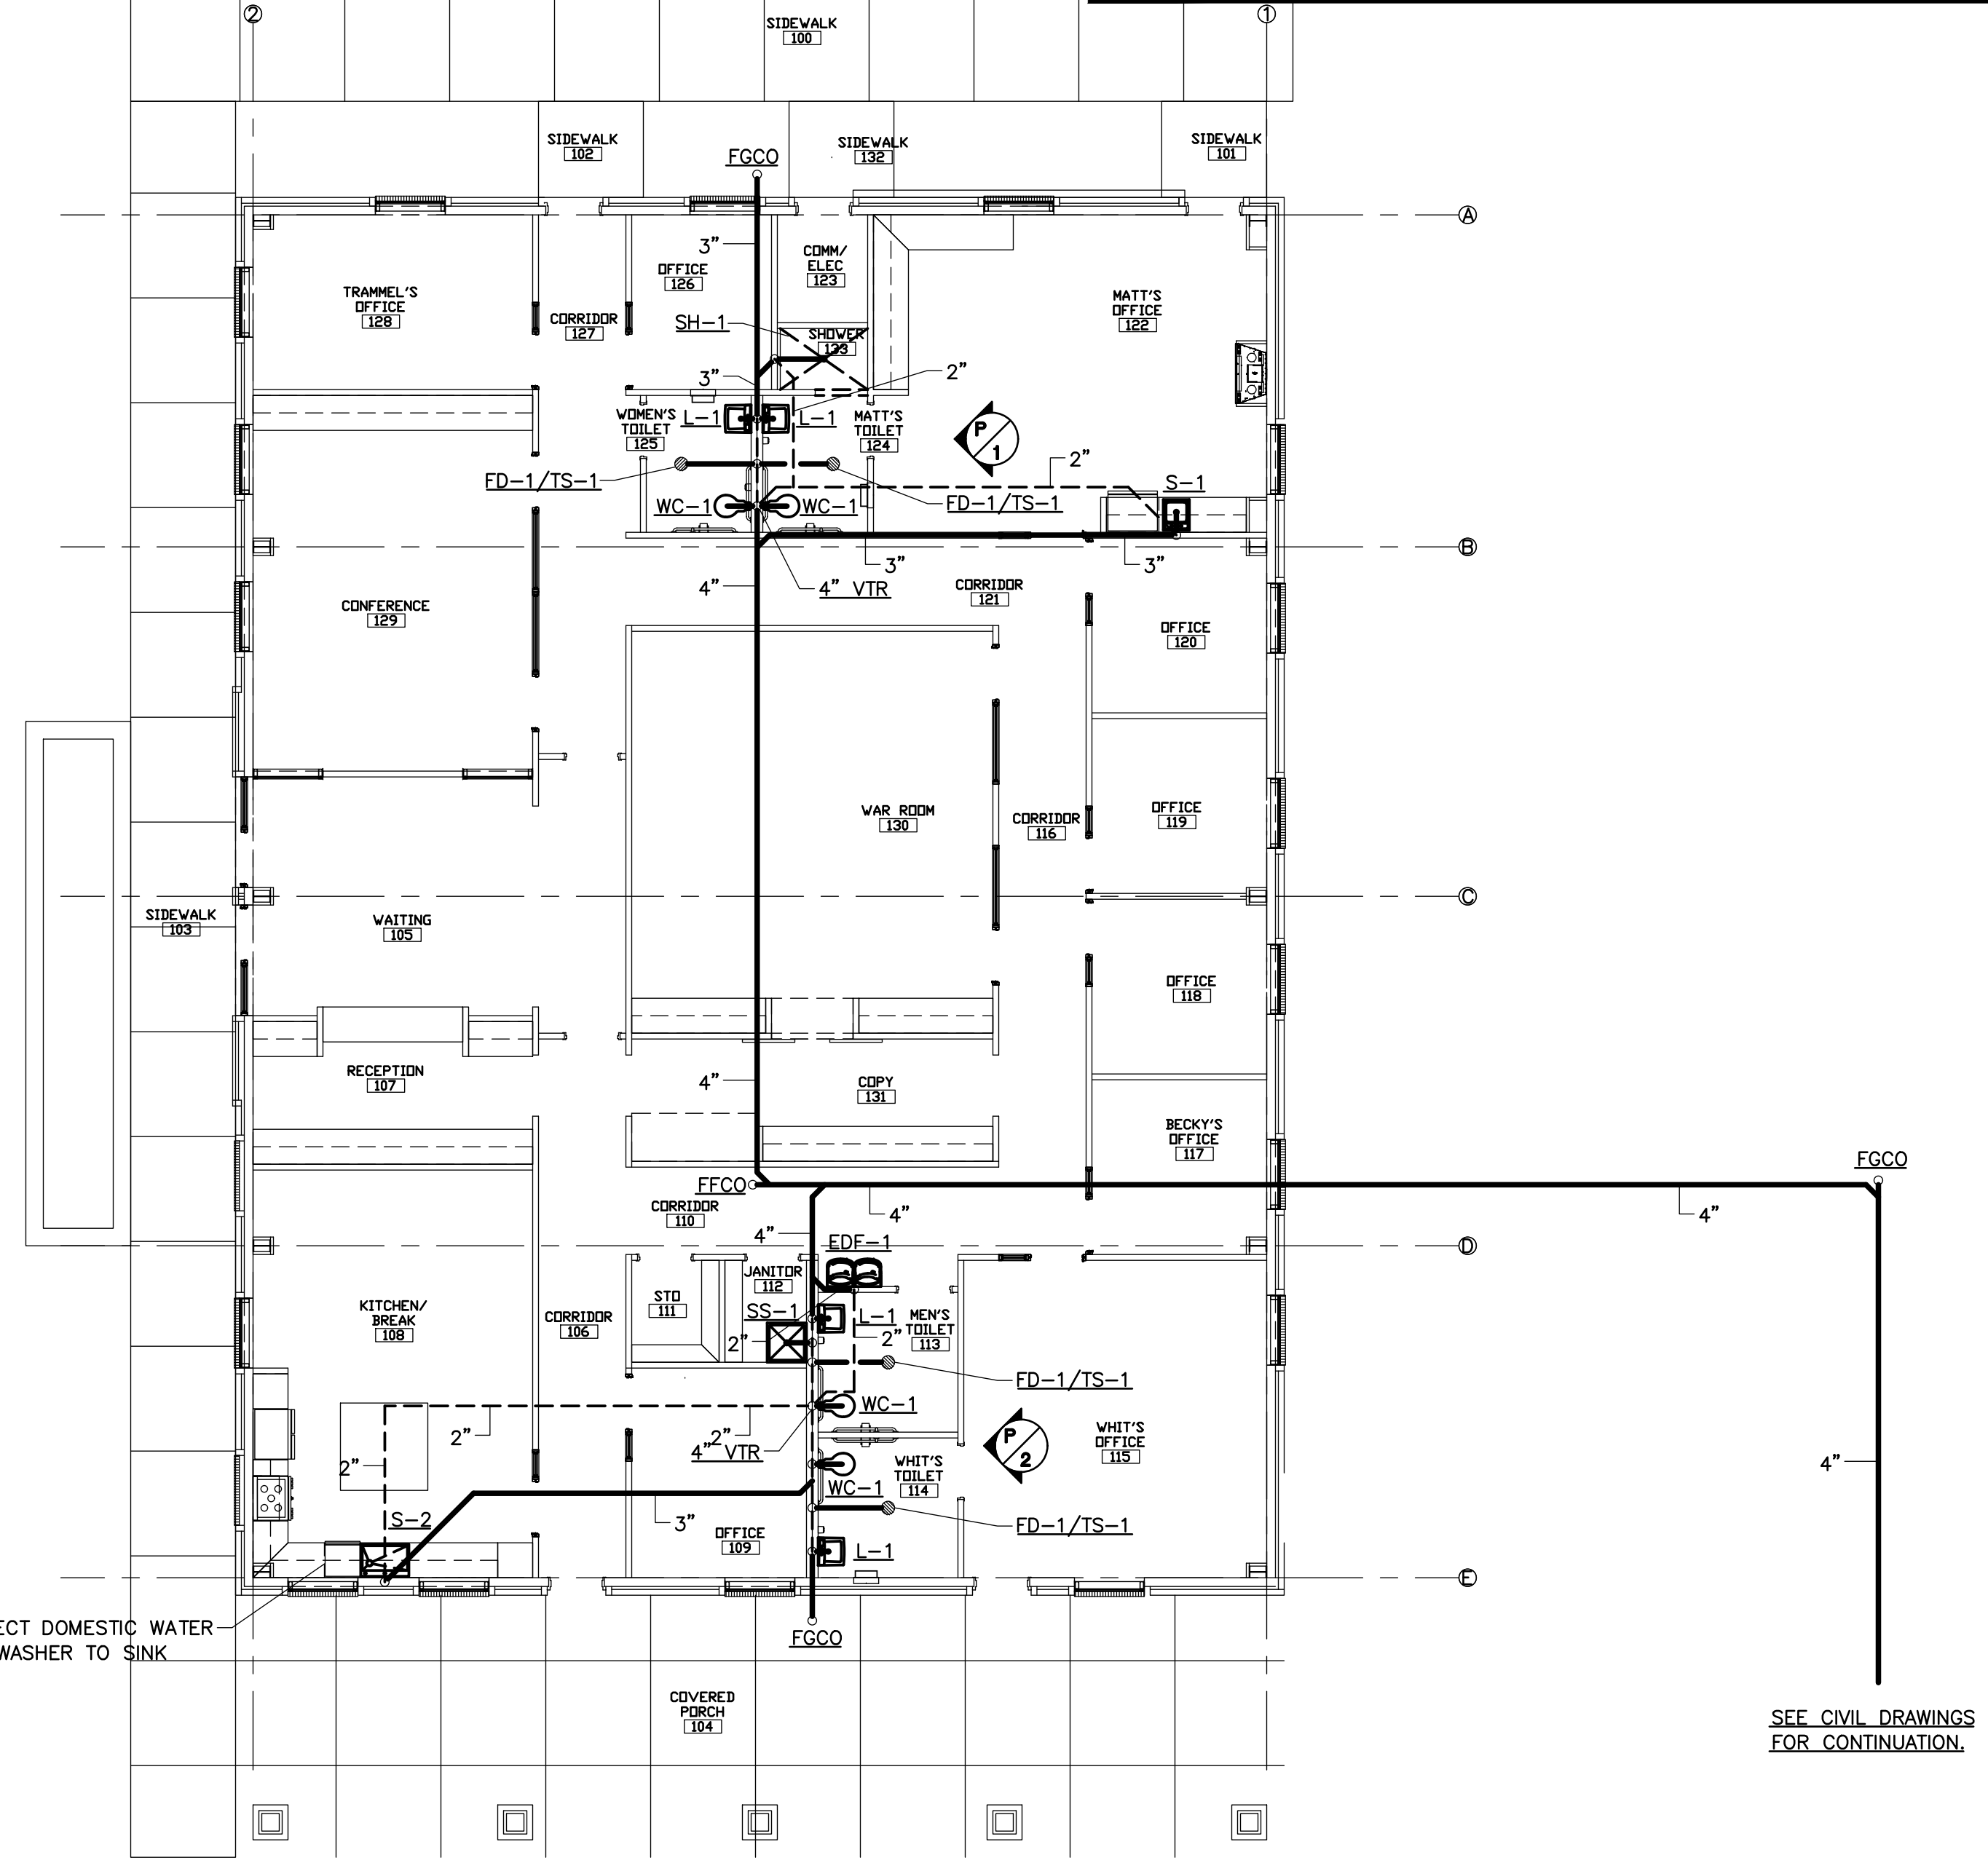 2
SIDEWALK
100
1
SIDEWALK
102
FGCO
SIDEWALK
132
SIDEWALK
101
A
3"
OFFICE
126
COMM/
ELEC
123
TRAMMEL'S
OFFICE
128
CORRIDOR
127
MATT'S
OFFICE
122
SH-1
SHOWER
133
3"
2"
WOMEN'S
TOILET
125
L-1
L-1
MATT'S
TOILET
124
P
1
2"
FD-1/TS-1
S-1
WC-1
WC-1
FD-1/TS-1
B
3"
3"
4"
4" VTR
CORRIDOR
121
CONFERENCE
129
OFFICE
120
WAR ROOM
130
CORRIDOR
116
OFFICE
119
C
SIDEWALK
103
WAITING
105
OFFICE
118
RECEPTION
107
4"
COPY
131
BECKY'S
OFFICE
117
FGCO
FFCO
CORRIDOR
110
4"
4"
4"
EDF-1
D
JANITOR
112
STO
111
KITCHEN/
BREAK
108
CORRIDOR
106
SS-1
L-1
MEN'S
TOILET
113
2"
2"
FD-1/TS-1
WC-1
2"
2"
4" VTR
P
2
WHIT'S
OFFICE
115
2"
WHIT'S
TOILET
114
4"
WC-1
S-2
3"
OFFICE
109
FD-1/TS-1
L-1
E
ECT DOMESTIC WATER
WASHER TO SINK
FGCO
COVERED
PORCH
104
SEE CIVIL DRAWINGS
FOR CONTINUATION.